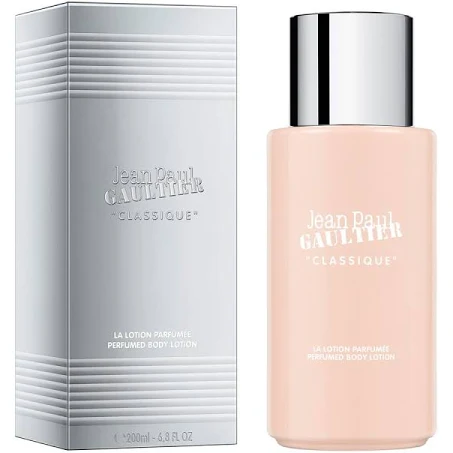 Jean Paul
GAULTIER
"CLASSIQUE"
LA LOTION PARFUMÉE
PERFUMED BODY LOTION
200ml - 6.8 FL OZ
Jean Paul
GAULTIER
"CLASSIQUE"
LA LOTION PARFUMÉE
PERFUMED BODY LOTION